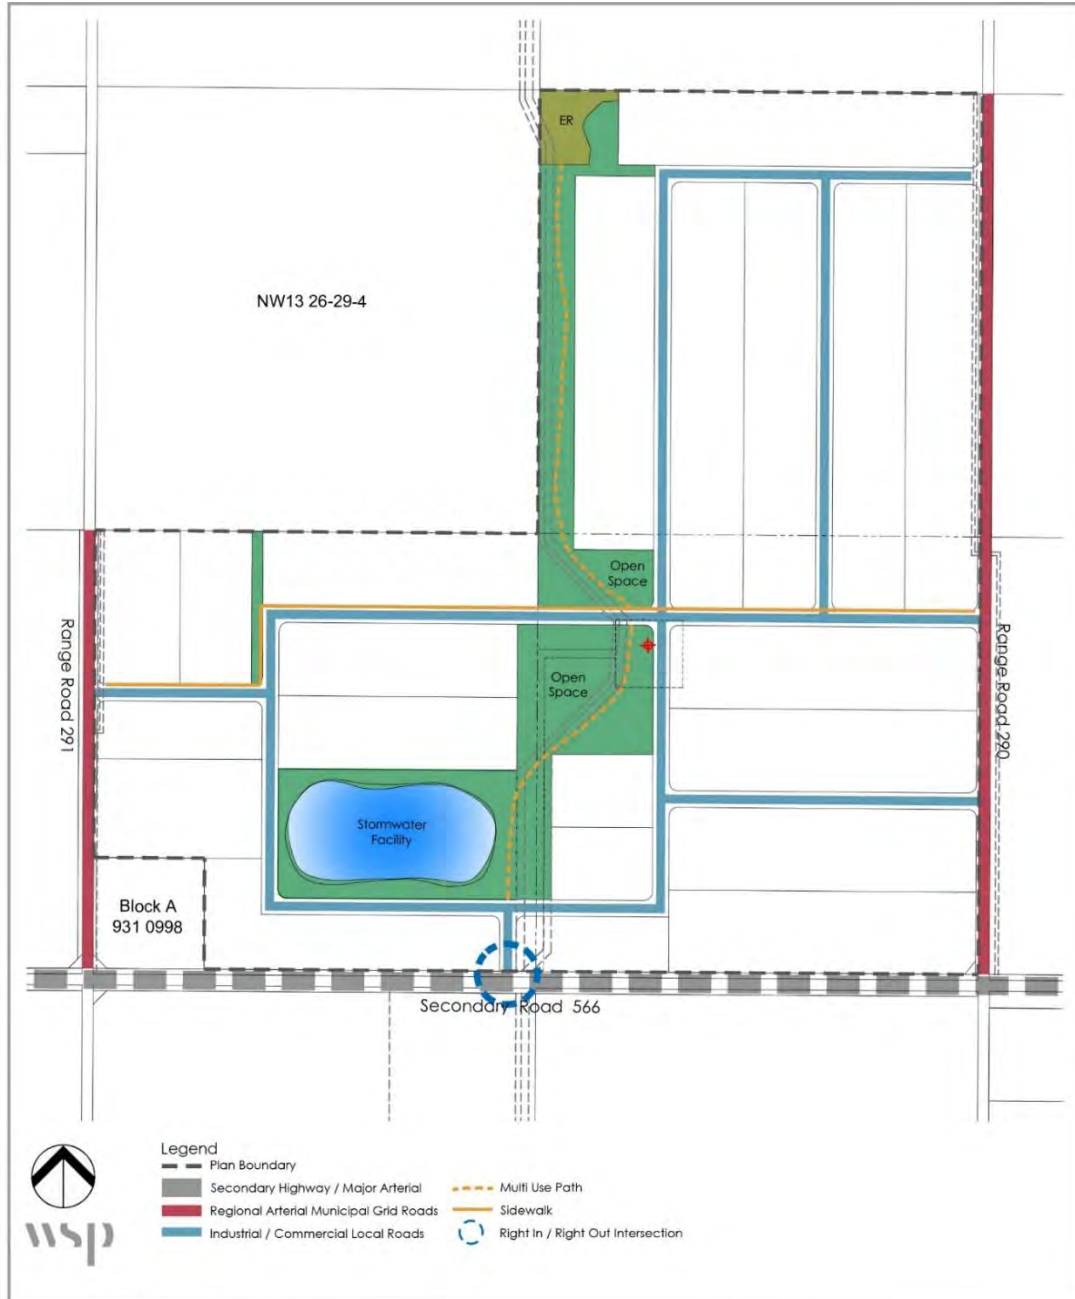 ER
NW13 26-29-4
Open
Space
Range Road 291
Range Road 290
Open
Space
Stormwater
Facility
Block A
931 0998
Secondary Road 566
Legend
Plan Boundary
Secondary Highway / Major Arterial
Regional Arterial Municipal Grid Roads
Industrial / Commercial Local Roads
Multi Use Path
Sidewalk
Right In / Right Out Intersection
wsp